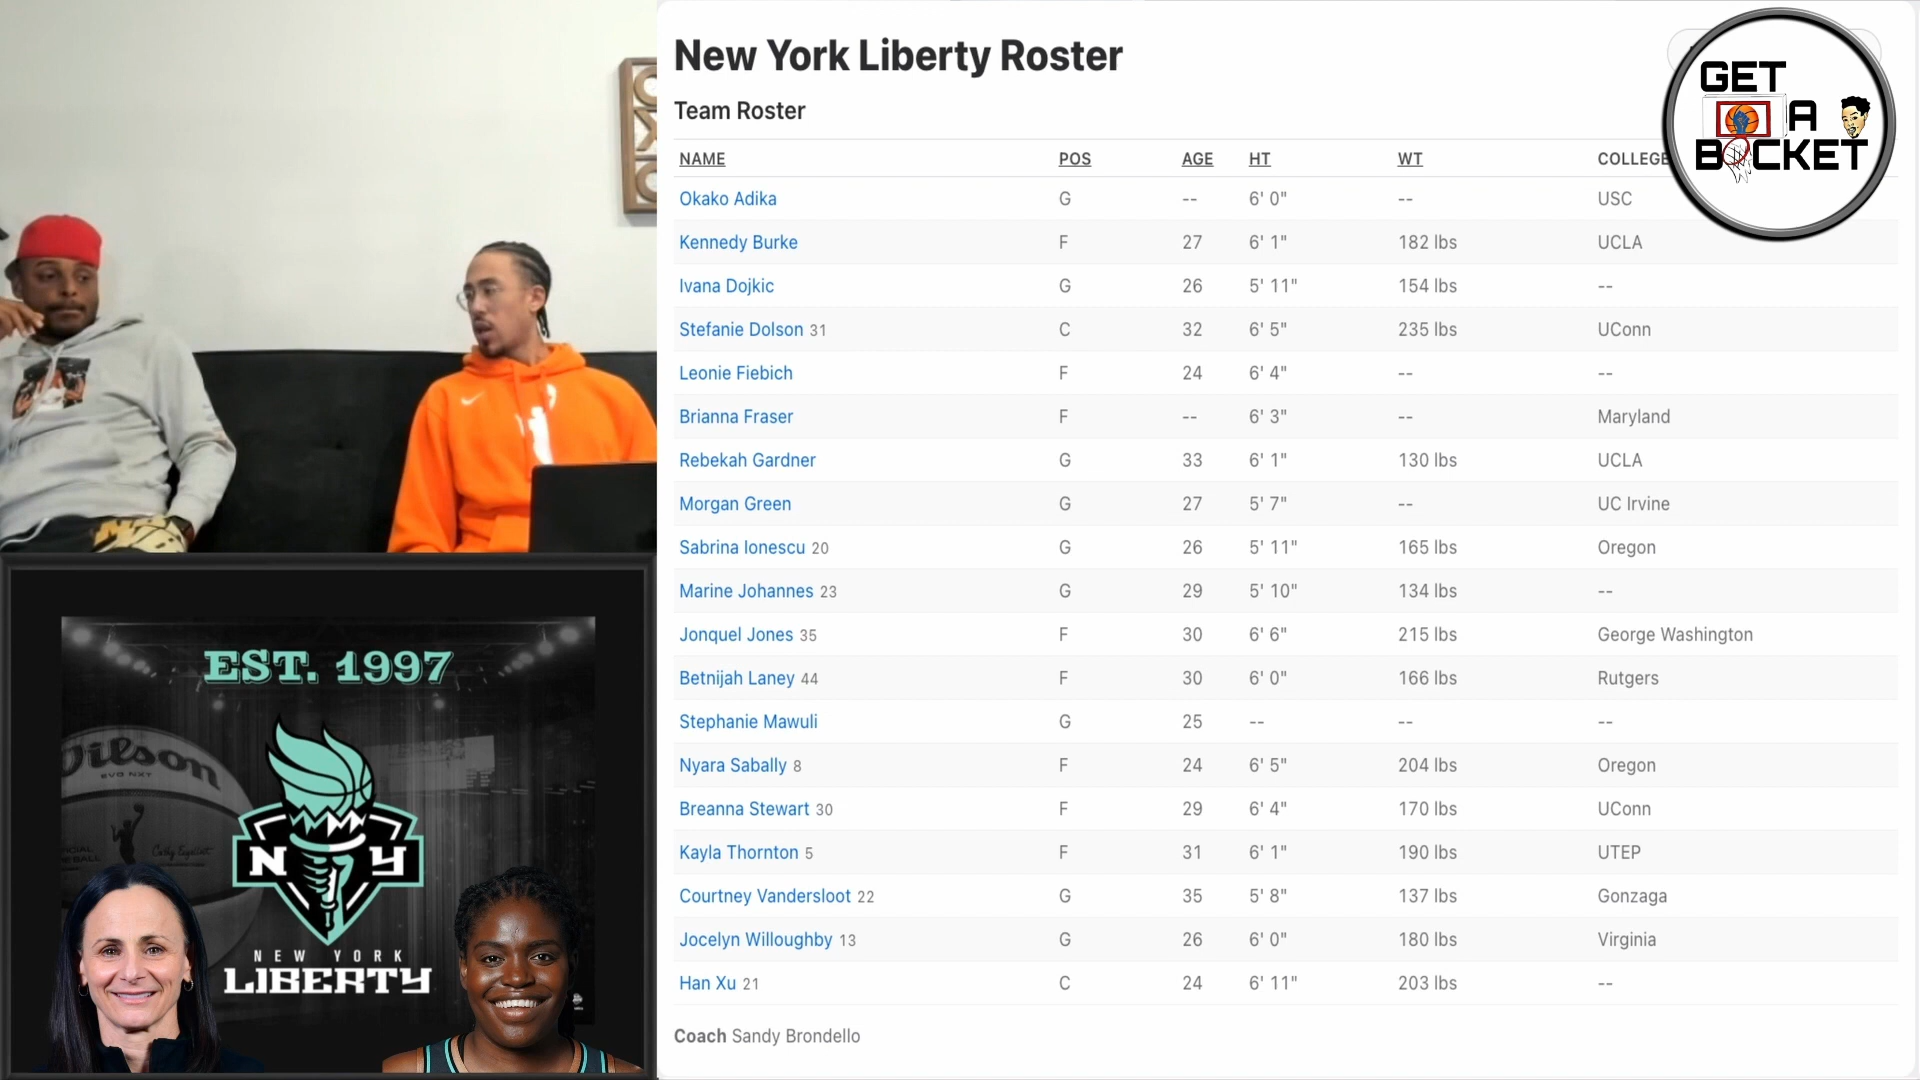 New York Liberty Roster
Team Roster
NAME POS AGE HT WT COLLEGE
Okako Adika G -- 6' 0" -- USC
Kennedy Burke F 27 6' 1" 182 lbs UCLA
Ivana Dojkic G 26 5' 11" 154 lbs --
Stefanie Dolson 31 C 32 6' 5" 235 lbs UConn
Leonie Fiebich F 24 6' 4" -- --
Brianna Fraser F -- 6' 3" -- Maryland
Rebekah Gardner G 33 6' 1" 130 lbs UCLA
Morgan Green G 27 5' 7" -- UC Irvine
Sabrina Ionescu 20 G 26 5' 11" 165 lbs Oregon
Marine Johannes 23 G 29 5' 10" 134 lbs --
Jonquel Jones 35 F 30 6' 6" 215 lbs George Washington
Betnijah Laney 44 F 30 6' 0" 166 lbs Rutgers
Stephanie Mawuli G 25 -- -- --
Nyara Sabally 8 F 24 6' 5" 204 lbs Oregon
Breanna Stewart 30 F 29 6' 4" 170 lbs UConn
Kayla Thornton 5 F 31 6' 1" 190 lbs UTEP
Courtney Vandersloot 22 G 35 5' 8" 137 lbs Gonzaga
Jocelyn Willoughby 13 G 26 6' 0" 180 lbs Virginia
Han Xu 21 C 24 6' 11" 203 lbs --
Coach Sandy Brondello
GET
A
BUCKET
EST. 1997
Wilson
EVO NXT
N Y
NEW YORK
LIBERTY